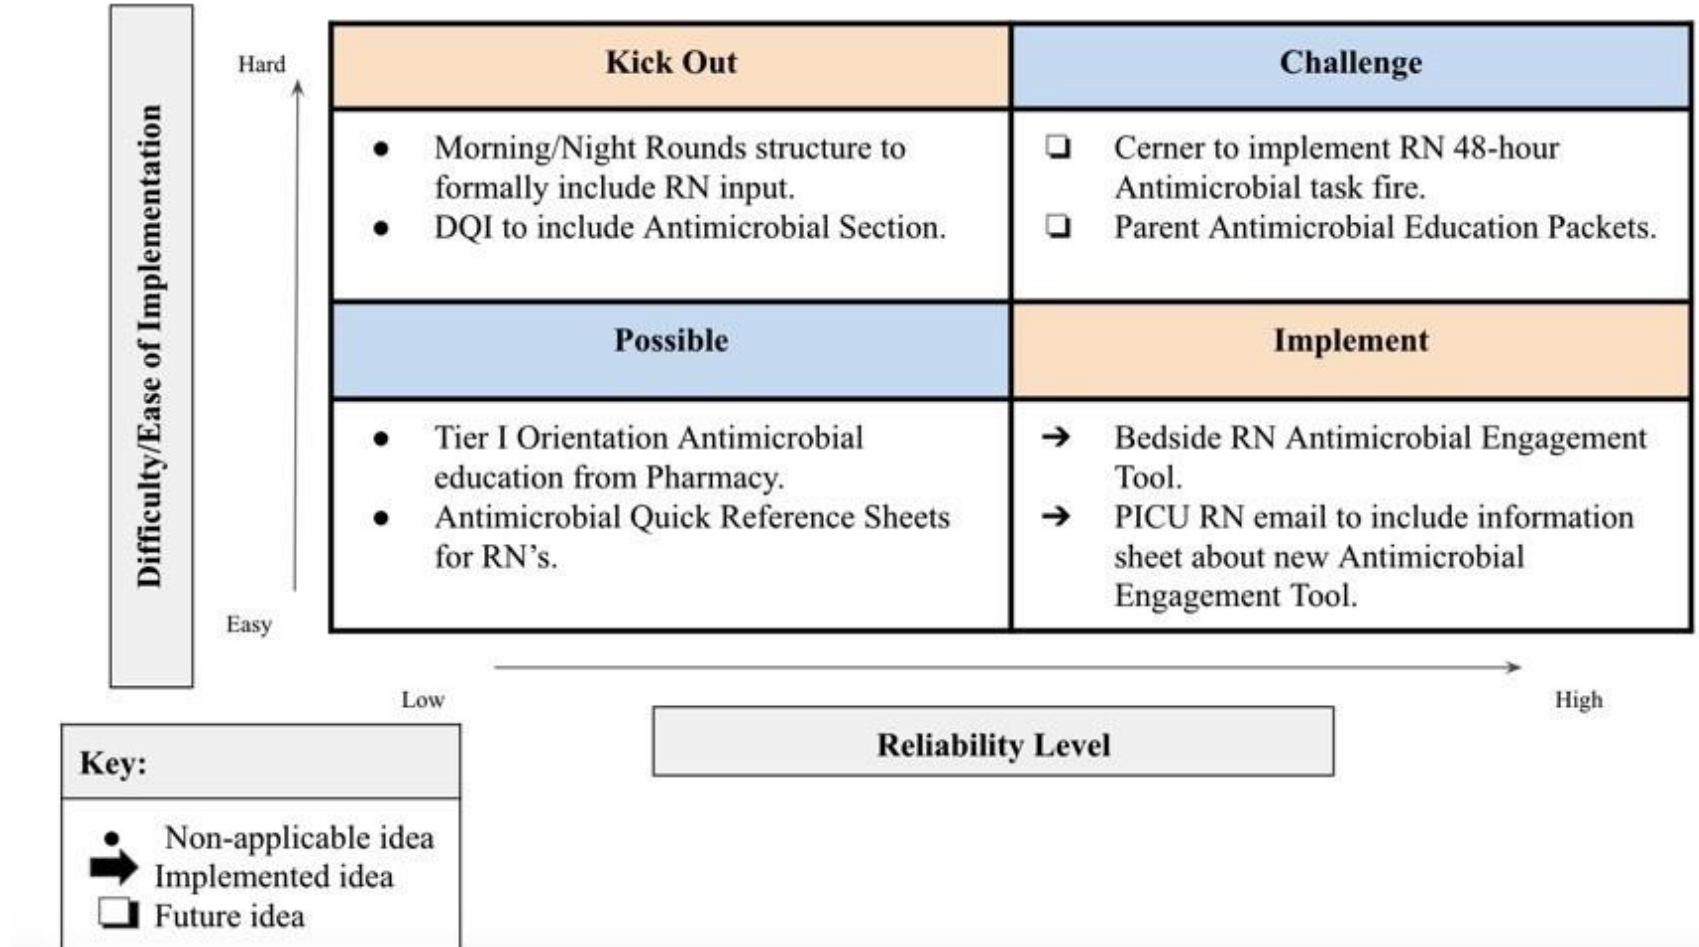 Difficulty/Ease of Implementation
Hard
Easy
Kick Out
● Morning/Night Rounds structure to
formally include RN input.
● DQI to include Antimicrobial Section.
Challenge
❏ Cerner to implement RN 48-hour
Antimicrobial task fire.
❏ Parent Antimicrobial Education Packets.
Possible
● Tier I Orientation Antimicrobial
education from Pharmacy.
● Antimicrobial Quick Reference Sheets
for RN’s.
Implement
➔ Bedside RN Antimicrobial Engagement
Tool.
➔ PICU RN email to include information
sheet about new Antimicrobial
Engagement Tool.
Low
High
Reliability Level
Key:
● Non-applicable idea
➔ Implemented idea
❏ Future idea